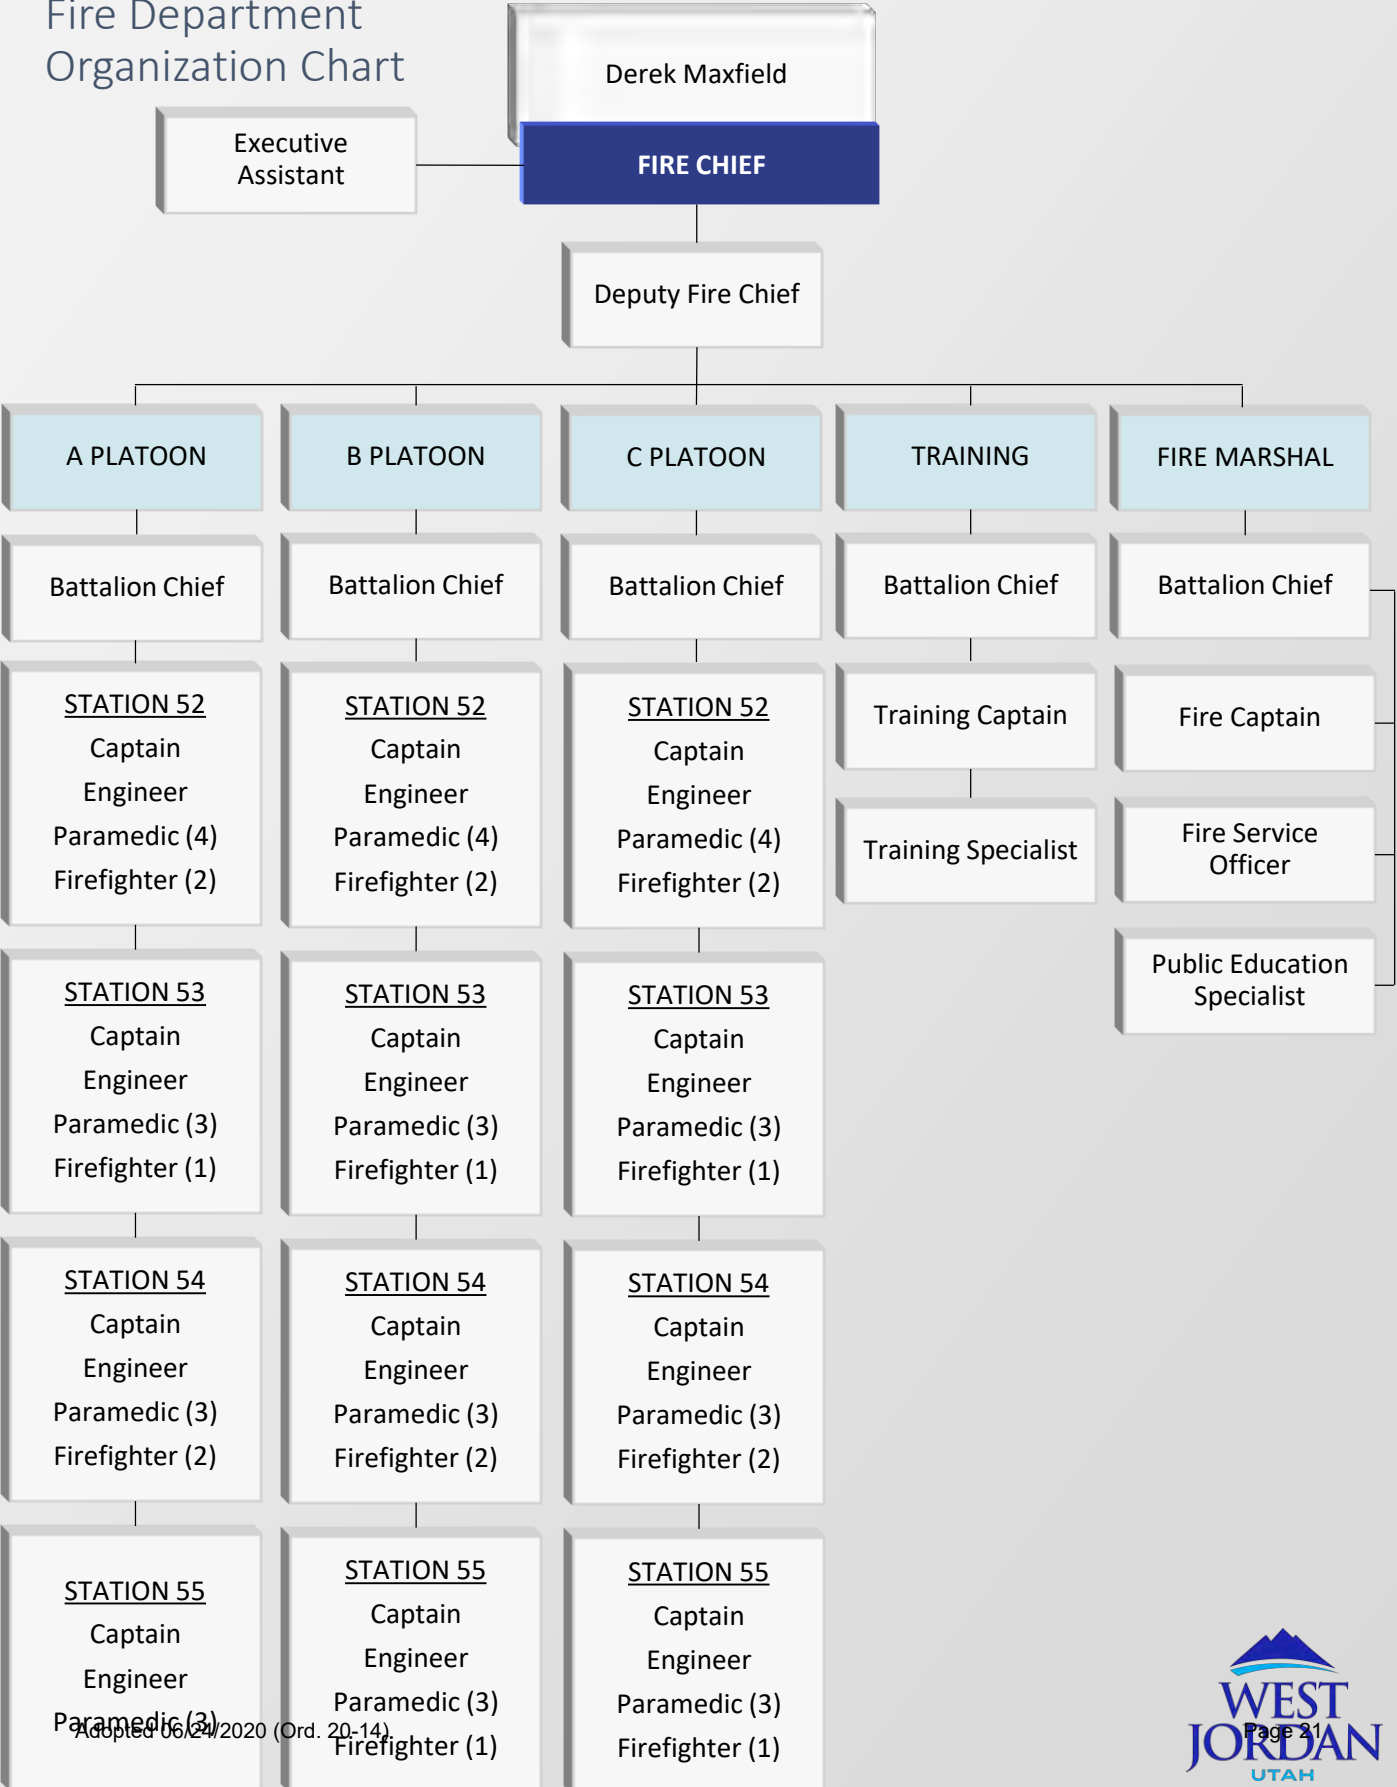 Fire Department
Organization Chart
Derek Maxfield
FIRE CHIEF
Executive
Assistant
Deputy Fire Chief
A PLATOON
Battalion Chief
STATION 52
Captain
Engineer
Paramedic (4)
Firefighter (2)
STATION 53
Captain
Engineer
Paramedic (3)
Firefighter (1)
STATION 54
Captain
Engineer
Paramedic (3)
Firefighter (2)
STATION 55
Captain
Engineer
Paramedic (3)
B PLATOON
Battalion Chief
STATION 52
Captain
Engineer
Paramedic (4)
Firefighter (2)
STATION 53
Captain
Engineer
Paramedic (3)
Firefighter (1)
STATION 54
Captain
Engineer
Paramedic (3)
Firefighter (2)
STATION 55
Captain
Engineer
Paramedic (3)
Firefighter (1)
C PLATOON
Battalion Chief
STATION 52
Captain
Engineer
Paramedic (4)
Firefighter (2)
STATION 53
Captain
Engineer
Paramedic (3)
Firefighter (1)
STATION 54
Captain
Engineer
Paramedic (3)
Firefighter (2)
STATION 55
Captain
Engineer
Paramedic (3)
Firefighter (1)
TRAINING
Battalion Chief
Training Captain
Training Specialist
FIRE MARSHAL
Battalion Chief
Fire Captain
Fire Service
Officer
Public Education
Specialist
Adopted 06/24/2020 (Ord. 20-14)
WEST
JORDAN
UTAH
Page 21